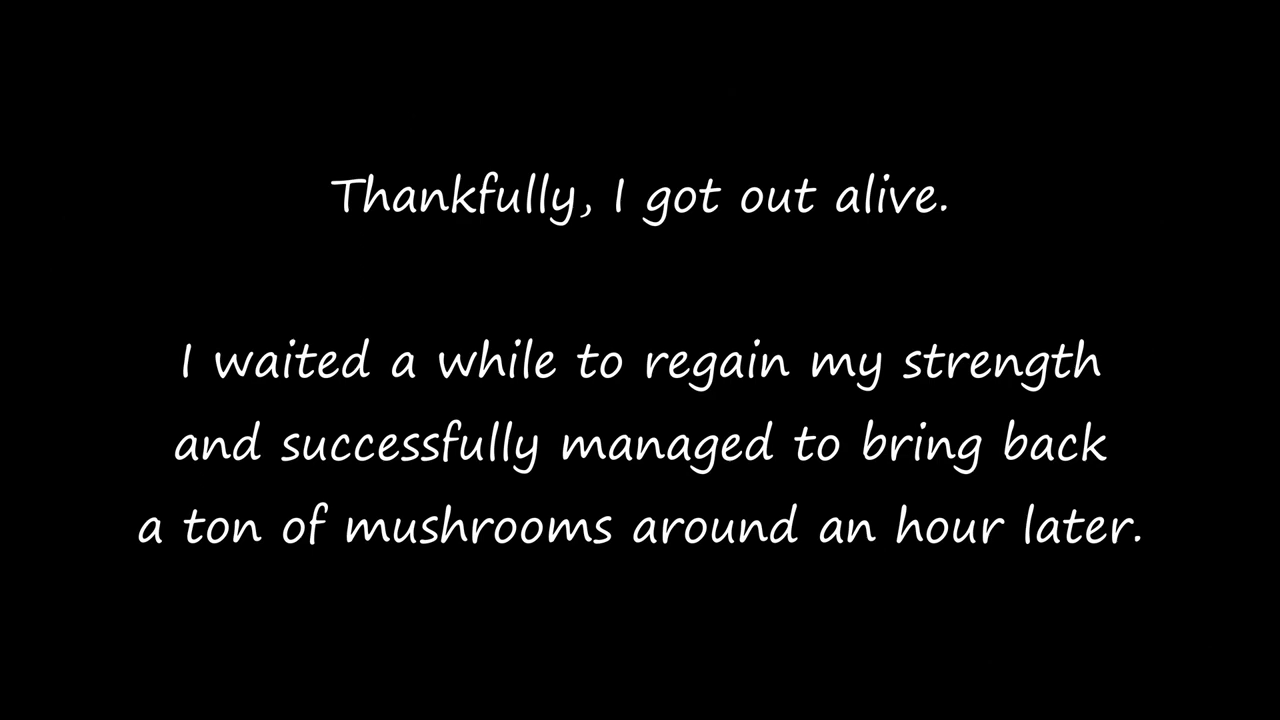 Thankfully, I got out alive.
I waited a while to regain my strength
and successfully managed to bring back
a ton of mushrooms around an hour later.